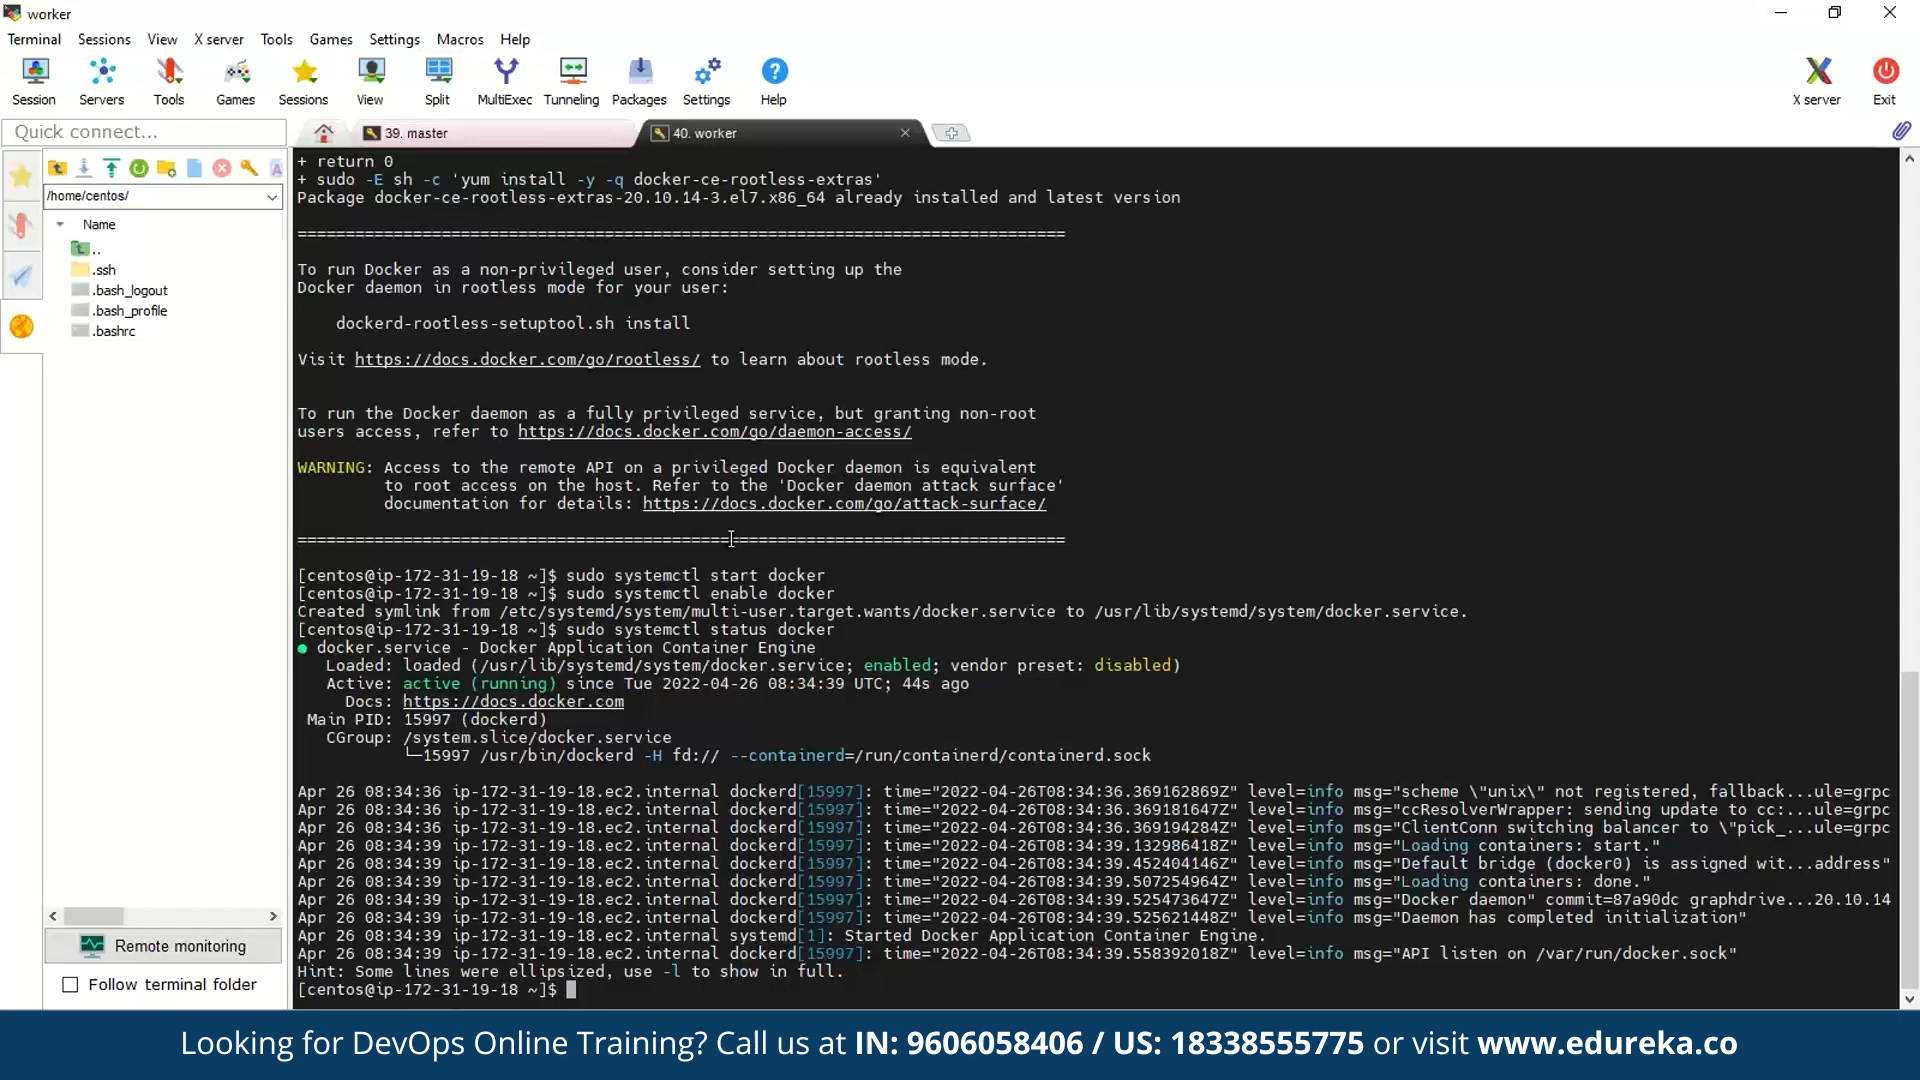 worker
Terminal Sessions View X server Tools Games Settings Macros Help
Session Servers Tools Games Sessions View Split MultiExec Tunneling Packages Settings Help X server Exit
Quick connect...
39. master
40. worker
/home/centos/
Name
..
.ssh
.bash_logout
.bash_profile
.bashrc
Remote monitoring
Follow terminal folder
+ return 0
+ sudo -E sh -c 'yum install -y -q docker-ce-rootless-extras'
Package docker-ce-rootless-extras-20.10.14-3.el7.x86_64 already installed and latest version
================================================================================
To run Docker as a non-privileged user, consider setting up the
Docker daemon in rootless mode for your user:
dockerd-rootless-setuptool.sh install
Visit https://docs.docker.com/go/rootless/ to learn about rootless mode.
To run the Docker daemon as a fully privileged service, but granting non-root
users access, refer to https://docs.docker.com/go/daemon-access/
WARNING: Access to the remote API on a privileged Docker daemon is equivalent
to root access on the host. Refer to the 'Docker daemon attack surface'
documentation for details: https://docs.docker.com/go/attack-surface/
================================================================================
[centos@ip-172-31-19-18 ~]$ sudo systemctl start docker
[centos@ip-172-31-19-18 ~]$ sudo systemctl enable docker
Created symlink from /etc/systemd/system/multi-user.target.wants/docker.service to /usr/lib/systemd/system/docker.service.
[centos@ip-172-31-19-18 ~]$ sudo systemctl status docker
● docker.service - Docker Application Container Engine
Loaded: loaded (/usr/lib/systemd/system/docker.service; enabled; vendor preset: disabled)
Active: active (running) since Tue 2022-04-26 08:34:39 UTC; 44s ago
Docs: https://docs.docker.com
Main PID: 15997 (dockerd)
CGroup: /system.slice/docker.service
└─15997 /usr/bin/dockerd -H fd:// --containerd=/run/containerd/containerd.sock
Apr 26 08:34:36 ip-172-31-19-18.ec2.internal dockerd[15997]: time="2022-04-26T08:34:36.369162869Z" level=info msg="scheme \"unix\" not registered, fallback...ule=grpc
Apr 26 08:34:36 ip-172-31-19-18.ec2.internal dockerd[15997]: time="2022-04-26T08:34:36.369181647Z" level=info msg="ccResolverWrapper: sending update to cc:...ule=grpc
Apr 26 08:34:36 ip-172-31-19-18.ec2.internal dockerd[15997]: time="2022-04-26T08:34:36.369194284Z" level=info msg="ClientConn switching balancer to \"pick_...ule=grpc
Apr 26 08:34:39 ip-172-31-19-18.ec2.internal dockerd[15997]: time="2022-04-26T08:34:39.132986418Z" level=info msg="Loading containers: start."
Apr 26 08:34:39 ip-172-31-19-18.ec2.internal dockerd[15997]: time="2022-04-26T08:34:39.452404146Z" level=info msg="Default bridge (docker0) is assigned wit...address"
Apr 26 08:34:39 ip-172-31-19-18.ec2.internal dockerd[15997]: time="2022-04-26T08:34:39.507254964Z" level=info msg="Loading containers: done."
Apr 26 08:34:39 ip-172-31-19-18.ec2.internal dockerd[15997]: time="2022-04-26T08:34:39.525473647Z" level=info msg="Docker daemon" commit=87a90dc graphdrive...20.10.14
Apr 26 08:34:39 ip-172-31-19-18.ec2.internal dockerd[15997]: time="2022-04-26T08:34:39.525621448Z" level=info msg="Daemon has completed initialization"
Apr 26 08:34:39 ip-172-31-19-18.ec2.internal systemd[1]: Started Docker Application Container Engine.
Apr 26 08:34:39 ip-172-31-19-18.ec2.internal dockerd[15997]: time="2022-04-26T08:34:39.558392018Z" level=info msg="API listen on /var/run/docker.sock"
Hint: Some lines were ellipsized, use -l to show in full.
[centos@ip-172-31-19-18 ~]$
Looking for DevOps Online Training? Call us at IN: 9606058406 / US: 18338555775 or visit www.edureka.co